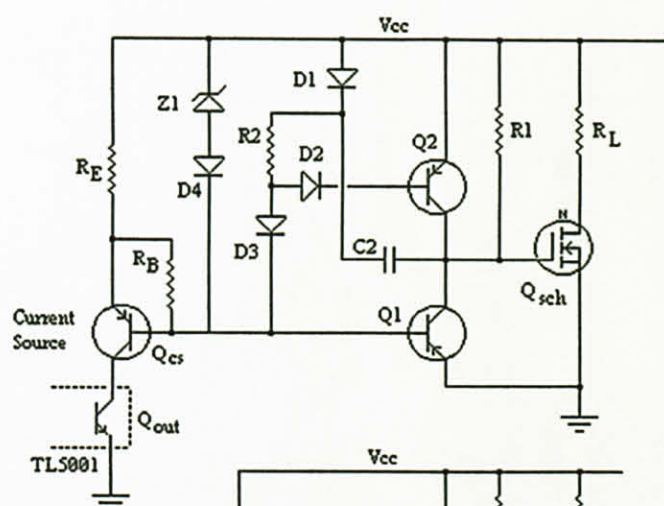 Vcc
D1
Z1
R2
D2
Q2
R1
RL
RE
D4
D3
N
RB
C2
Qsch
Current
Source
Qcs
Q1
Qout
TL5001
Vcc